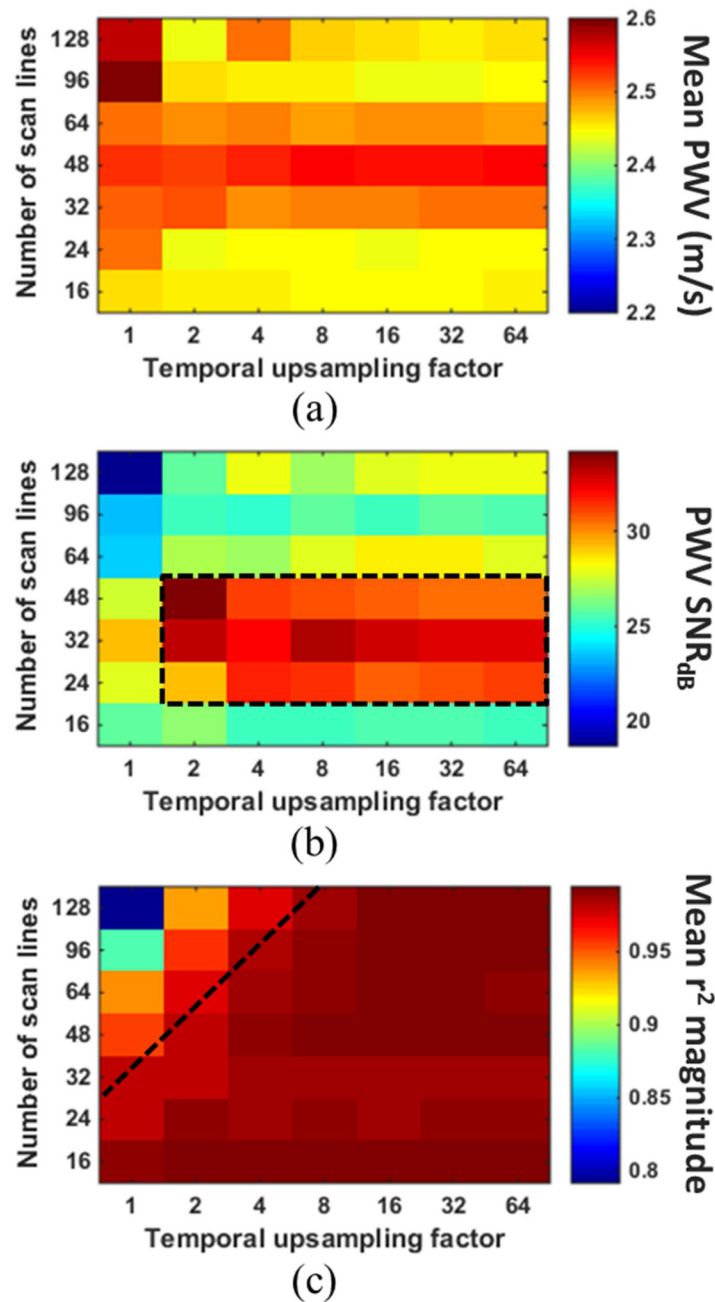 128
96
64
48
32
24
16
Number of scan lines
1 2 4 8 16 32 64
Temporal upsampling factor
2.6
2.5
2.4
2.3
2.2
Mean PWV (m/s)
(a)
128
96
64
48
32
24
16
Number of scan lines
1 2 4 8 16 32 64
Temporal upsampling factor
30
25
20
PWV SNR_dB
(b)
128
96
64
48
32
24
16
Number of scan lines
1 2 4 8 16 32 64
Temporal upsampling factor
0.95
0.9
0.85
0.8
Mean r² magnitude
(c)